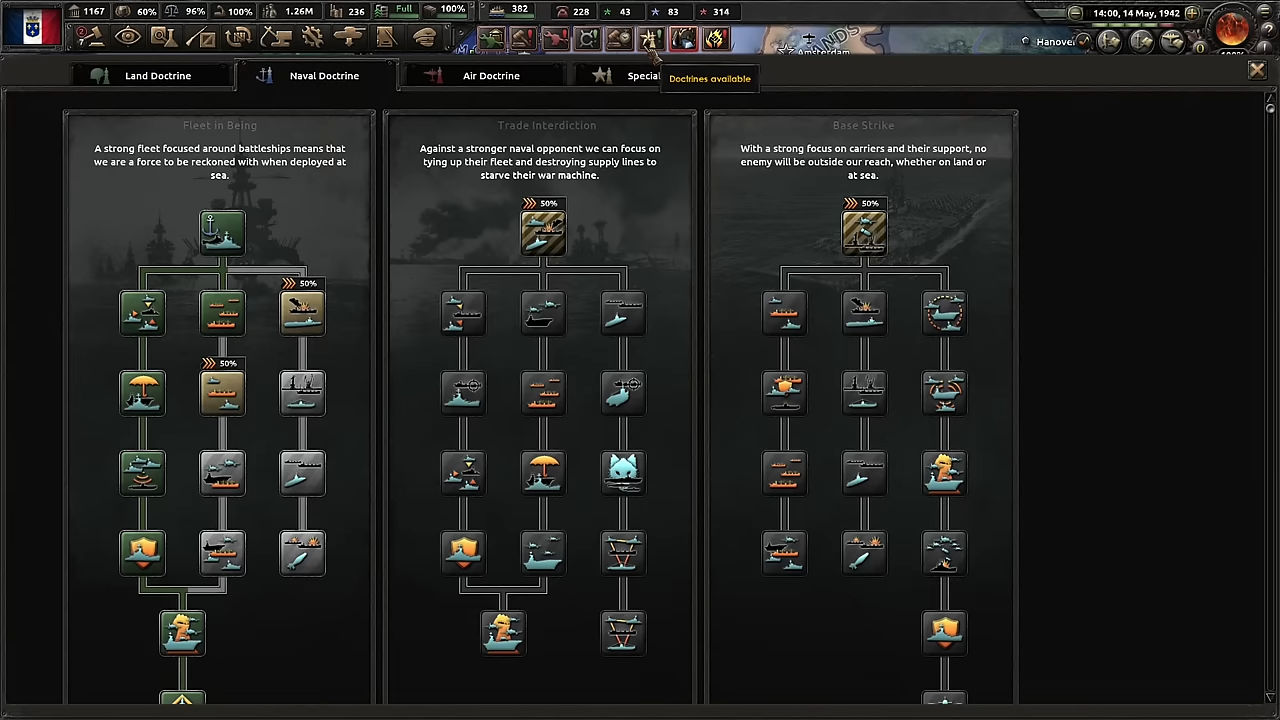 1167
60%
96%
100%
1.26M
236
Full
100%
382
228
43
83
314
14:00, 14 May, 1942
Amsterdam
Hanover
Land Doctrine
Naval Doctrine
Air Doctrine
Special
Doctrines available
Fleet in Being
A strong fleet focused around battleships means that
we are a force to be reckoned with when deployed at
sea.
50%
50%
Trade Interdiction
Against a stronger naval opponent we can focus on
tying up their fleet and destroying supply lines to
starve their war machine.
50%
Base Strike
With a strong focus on carriers and their support, no
enemy will be outside our reach, whether on land or
at sea.
50%